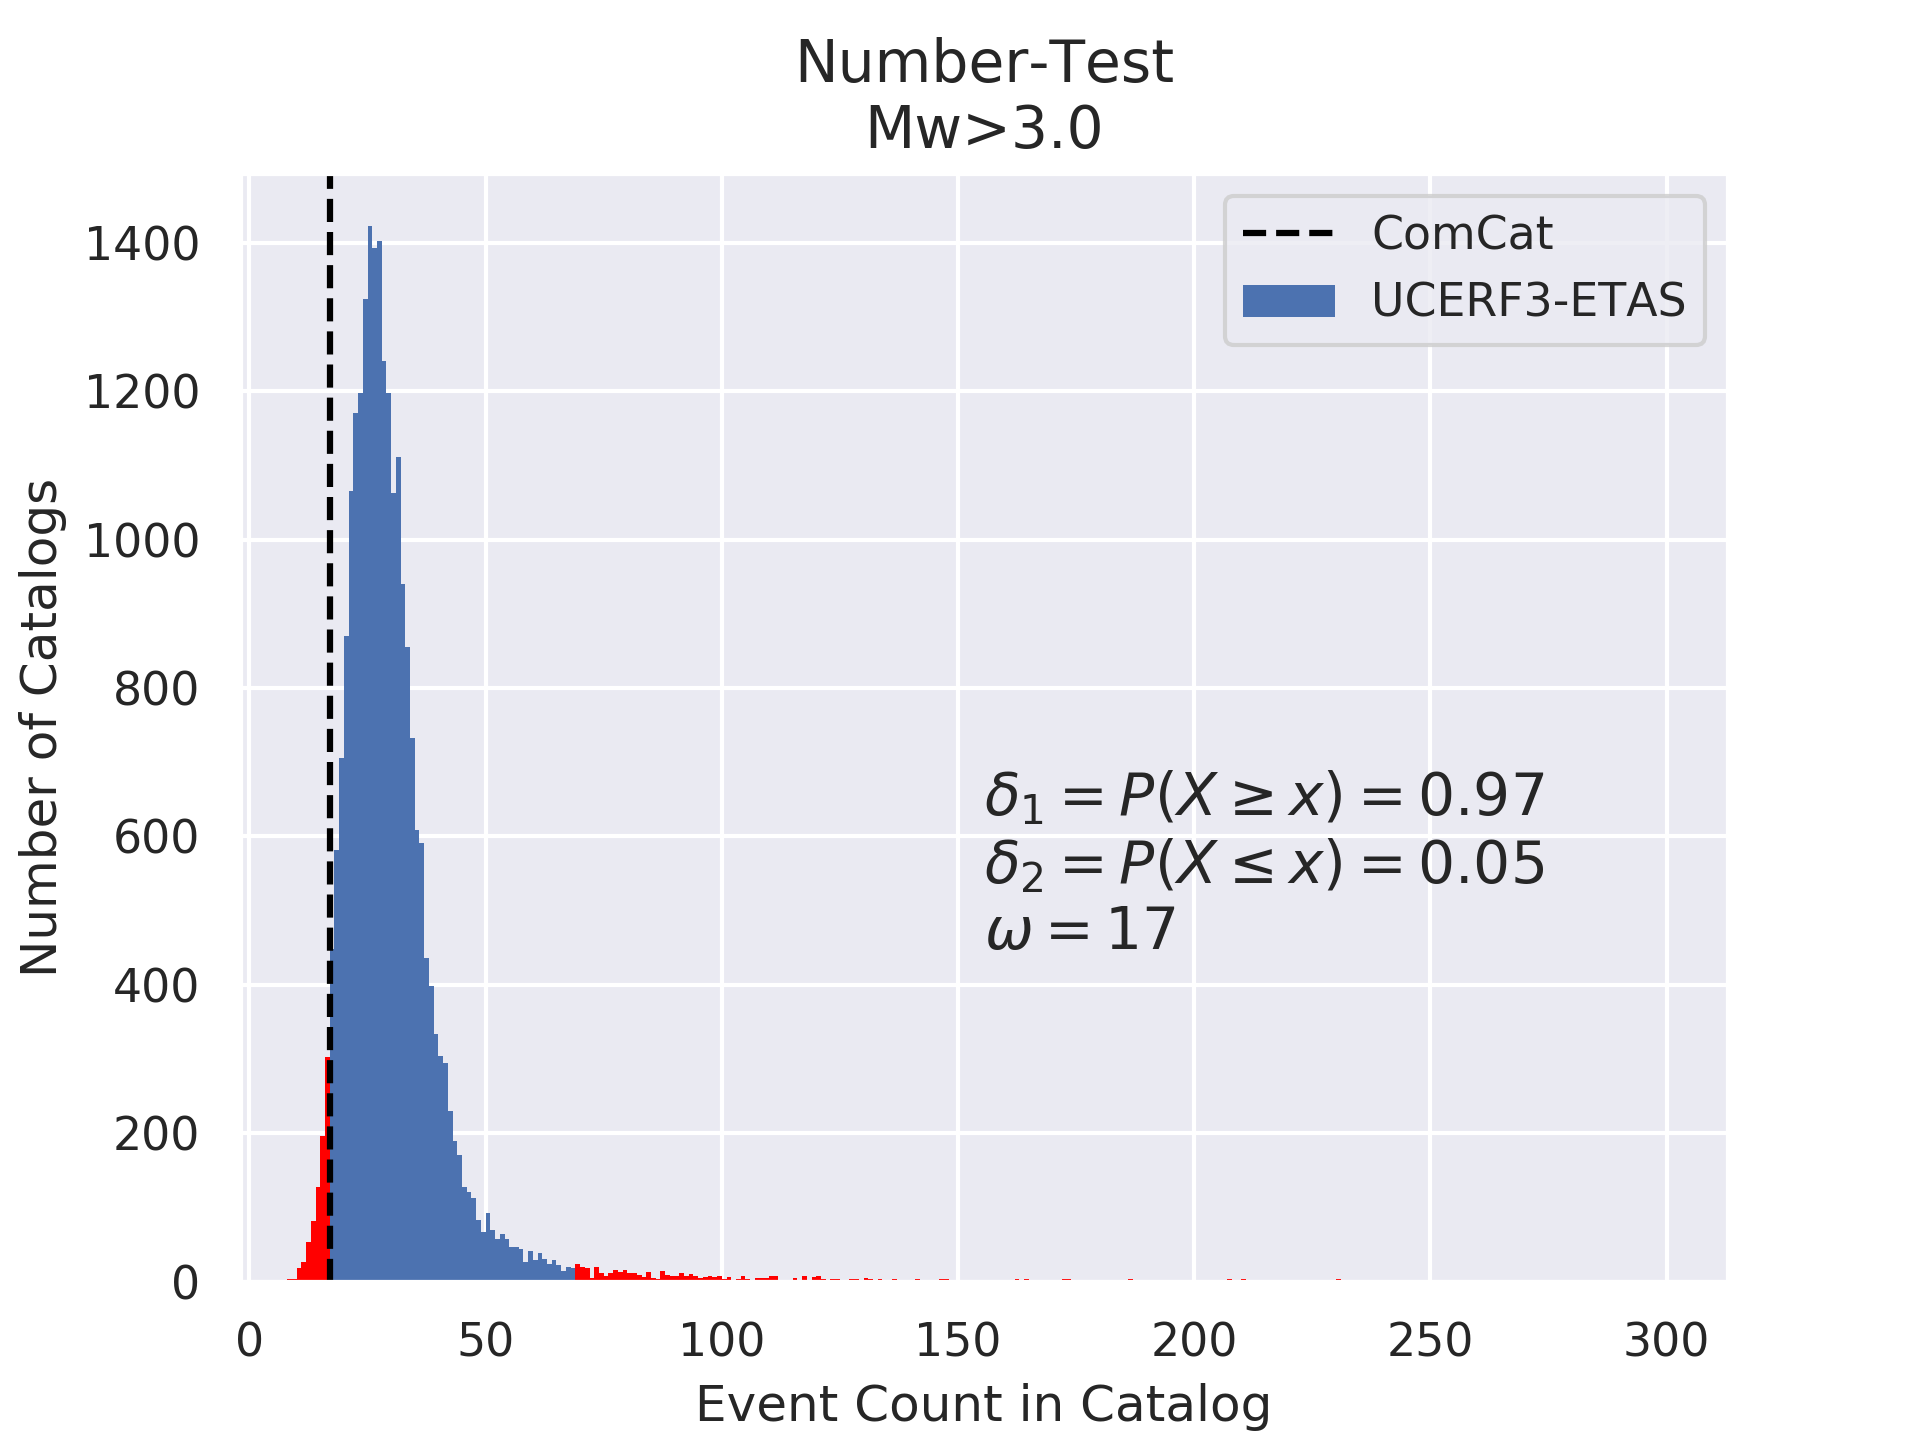 Number-Test
Mw>3.0
ComCat
UCERF3-ETAS
1400
1200
1000
800
600
400
200
0
Number of Catalogs
δ₁ = P(X ≥ x) = 0.97
δ₂ = P(X ≤ x) = 0.05
ω = 17
0 50 100 150 200 250 300
Event Count in Catalog